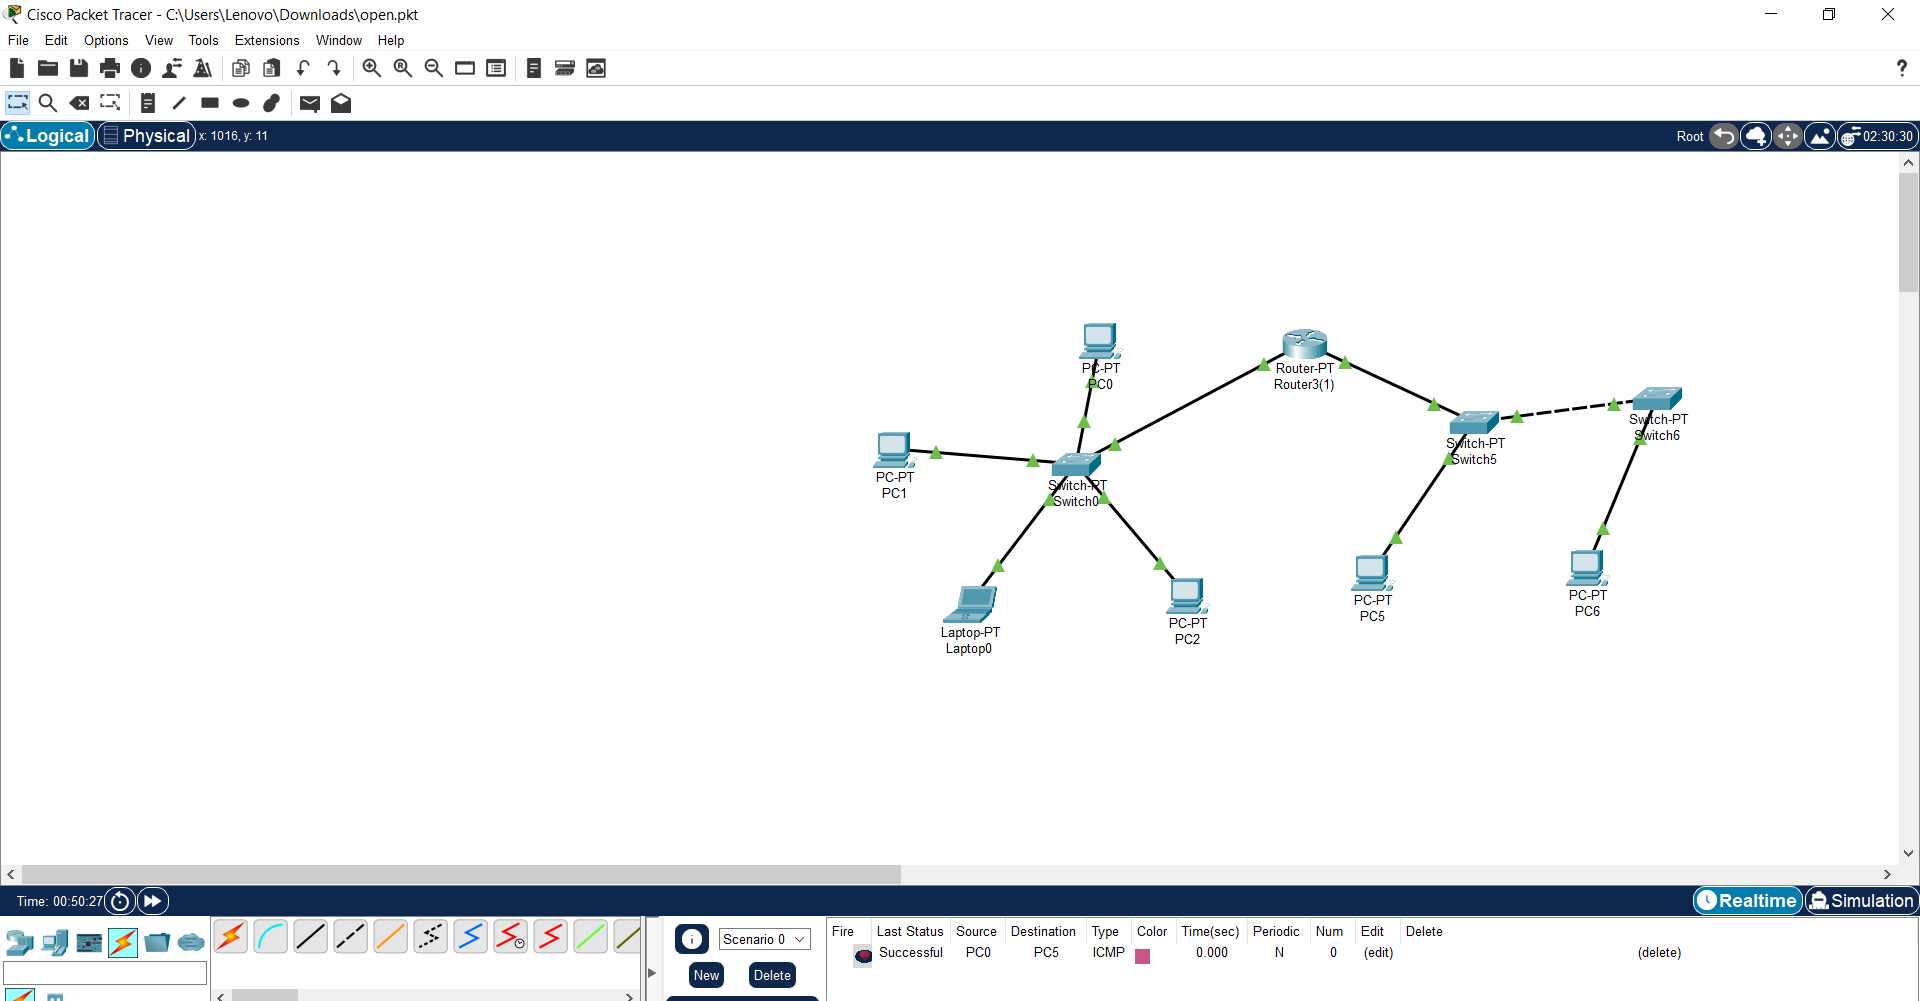 Cisco Packet Tracer - C:\Users\Lenovo\Downloads\open.pkt
File Edit Options View Tools Extensions Window Help
?
Logical Physical x: 1016, y: 11 Root 02:30:30
PC-PT
PC0
Router-PT
Router3(1)
Switch-PT
Switch6
Switch-PT
Switch5
PC-PT
PC1
Switch-PT
Switch0
PC-PT
PC5
PC-PT
PC6
Laptop-PT
Laptop0
PC-PT
PC2
Time: 00:50:27 Realtime Simulation
Scenario 0
New Delete
Fire Last Status Source Destination Type Color Time(sec) Periodic Num Edit Delete
Successful PC0 PC5 ICMP 0.000 N 0 (edit) (delete)